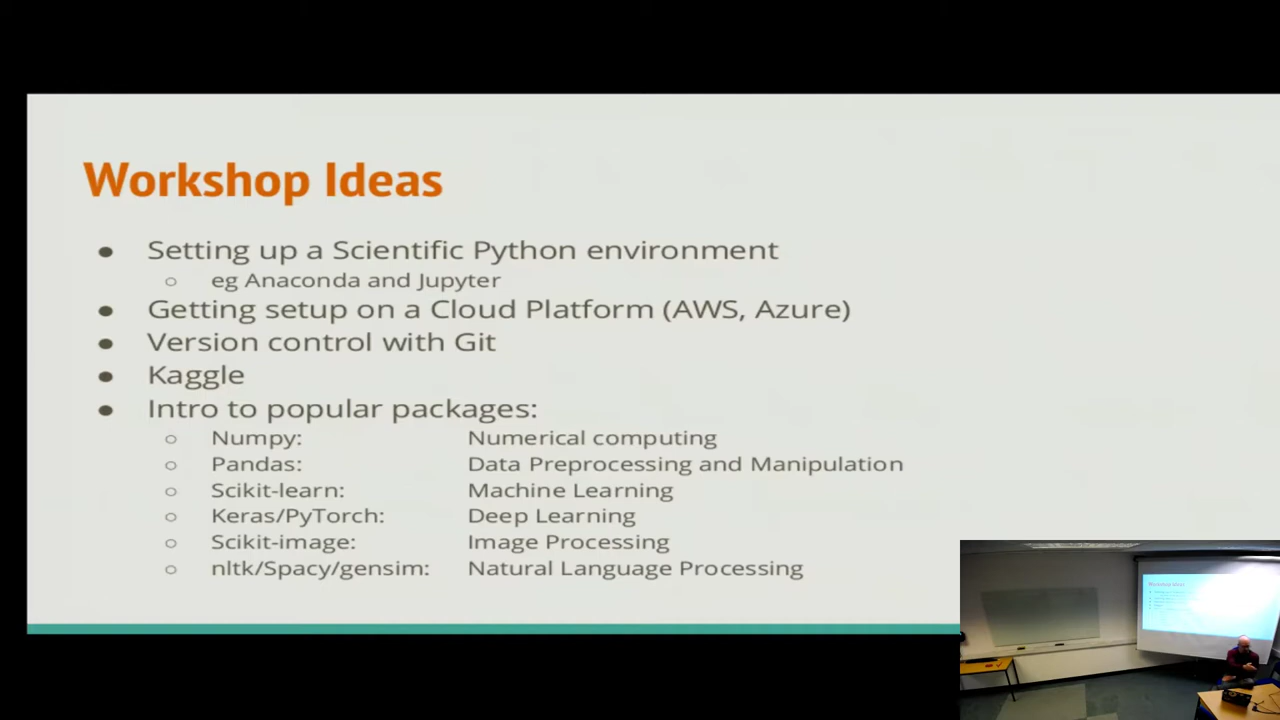 Workshop Ideas
● Setting up a Scientific Python environment
○ eg Anaconda and Jupyter
● Getting setup on a Cloud Platform (AWS, Azure)
● Version control with Git
● Kaggle
● Intro to popular packages:
○ Numpy: Numerical computing
○ Pandas: Data Preprocessing and Manipulation
○ Scikit-learn: Machine Learning
○ Keras/PyTorch: Deep Learning
○ Scikit-image: Image Processing
○ nltk/Spacy/gensim: Natural Language Processing
Workshop Ideas